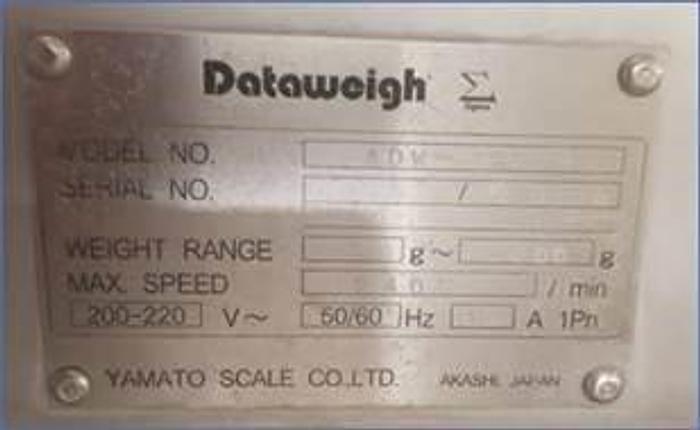 Dataweigh Σ
MODEL NO. ADW-
SERIAL NO. /
WEIGHT RANGE g~ g
MAX. SPEED /min
200-220 V~ 50/60 Hz A 1Ph
YAMATO SCALE CO.,LTD. AKASHI JAPAN